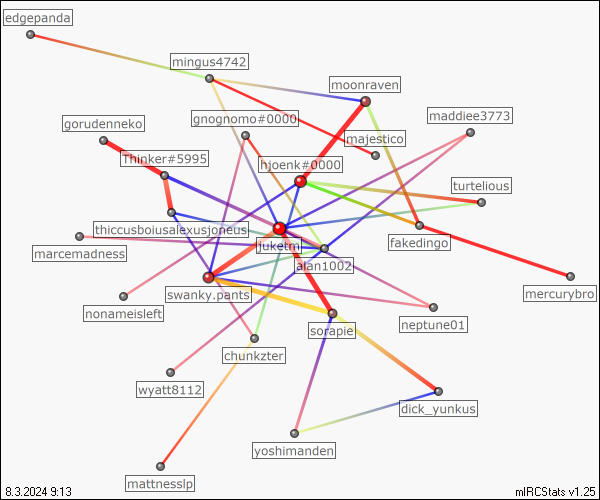 edgepanda
mingus4742
moonraven
gnognomo#0000
maddiee3773
gorudenneko
majestico
Thinker#5995
hjoenk#0000
turtelious
thiccusboiusalexusjoneus
juketm
fakedingo
marcemadness
alan1002
swanky.pants
mercurybro
nonameisleft
neptune01
sorapie
chunkzter
wyatt8112
dick_yunkus
yoshimanden
mattnesslp
8.3.2024 9:13
mIRCStats v1.25